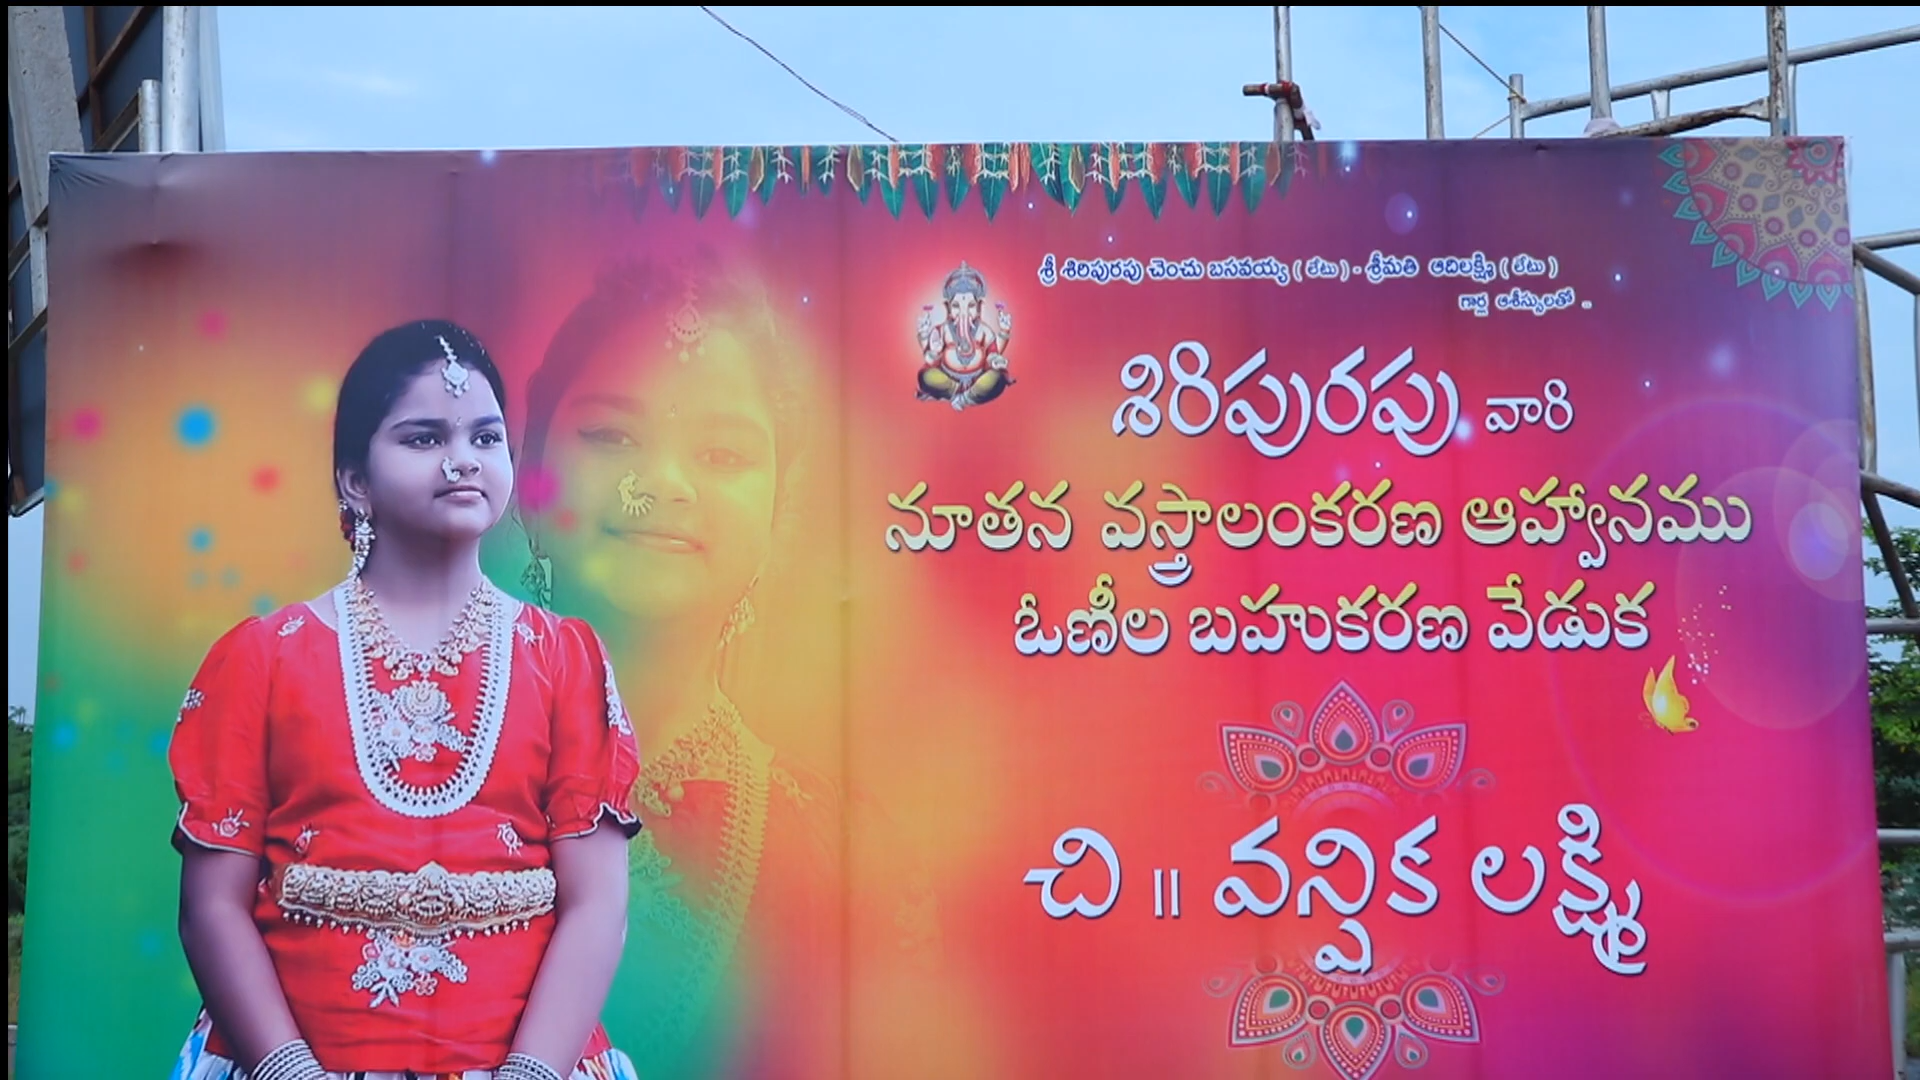 శ్రీ శిరిపురపు చెంచు బసవయ్య ( లేటు ) - శ్రీమతి ఆదిలక్ష్మి ( లేటు )
గార్ల ఆశీస్సులతో ..
శిరిపురపు వారి
నూతన వస్త్రాలంకరణ ఆహ్వానము
ఓణీల బహుకరణ వేడుక
చి || వన్షిక లక్ష్మి